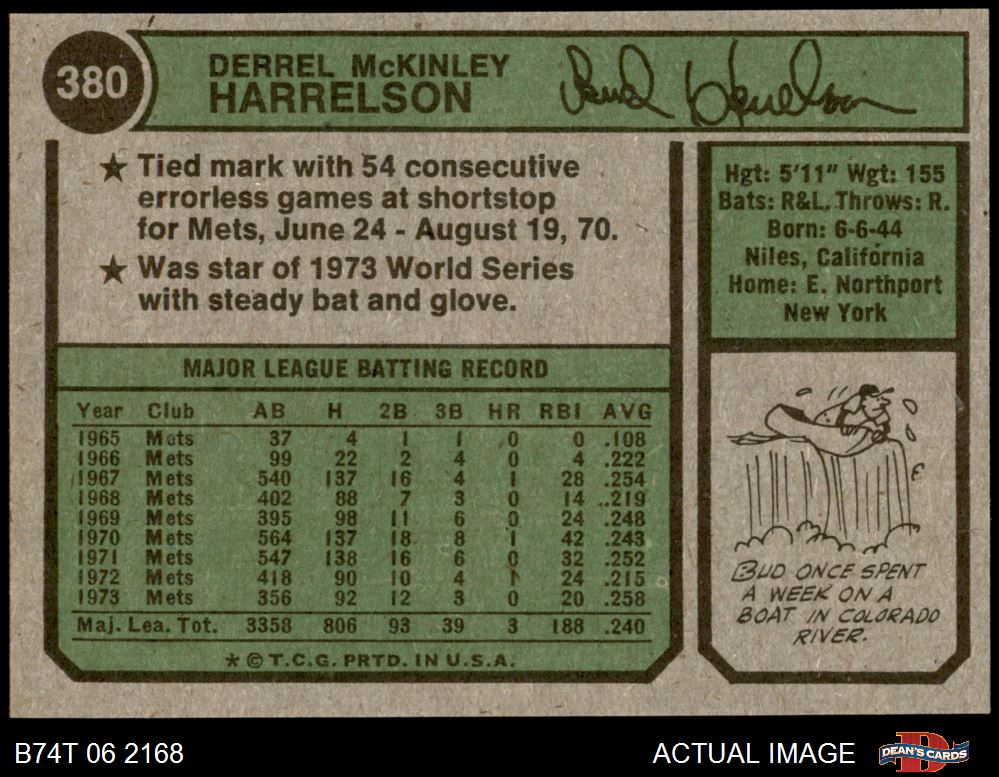 380
DERREL McKINLEY
HARRELSON
Bud Harrelson
★ Tied mark with 54 consecutive
errorless games at shortstop
for Mets, June 24 - August 19, 70.
★ Was star of 1973 World Series
with steady bat and glove.
Hgt: 5'11" Wgt: 155
Bats: R&L. Throws: R.
Born: 6-6-44
Niles, California
Home: E. Northport
New York
MAJOR LEAGUE BATTING RECORD
Year Club AB H 2B 3B HR RBI AVG
1965 Mets 37 4 1 1 0 0 .108
1966 Mets 99 22 2 4 0 4 .222
1967 Mets 540 137 16 4 1 28 .254
1968 Mets 402 88 7 3 0 14 .219
1969 Mets 395 98 11 6 0 24 .248
1970 Mets 564 137 18 8 1 42 .243
1971 Mets 547 138 16 6 0 32 .252
1972 Mets 418 90 10 4 1 24 .215
1973 Mets 356 92 12 3 0 20 .258
Maj. Lea. Tot. 3358 806 93 39 3 188 .240
★ © T.C.G. PRTD. IN U.S.A.
BUD ONCE SPENT
A WEEK ON A
BOAT IN COLORADO
RIVER.
B74T 06 2168
ACTUAL IMAGE
D
DEAN'S CARDS